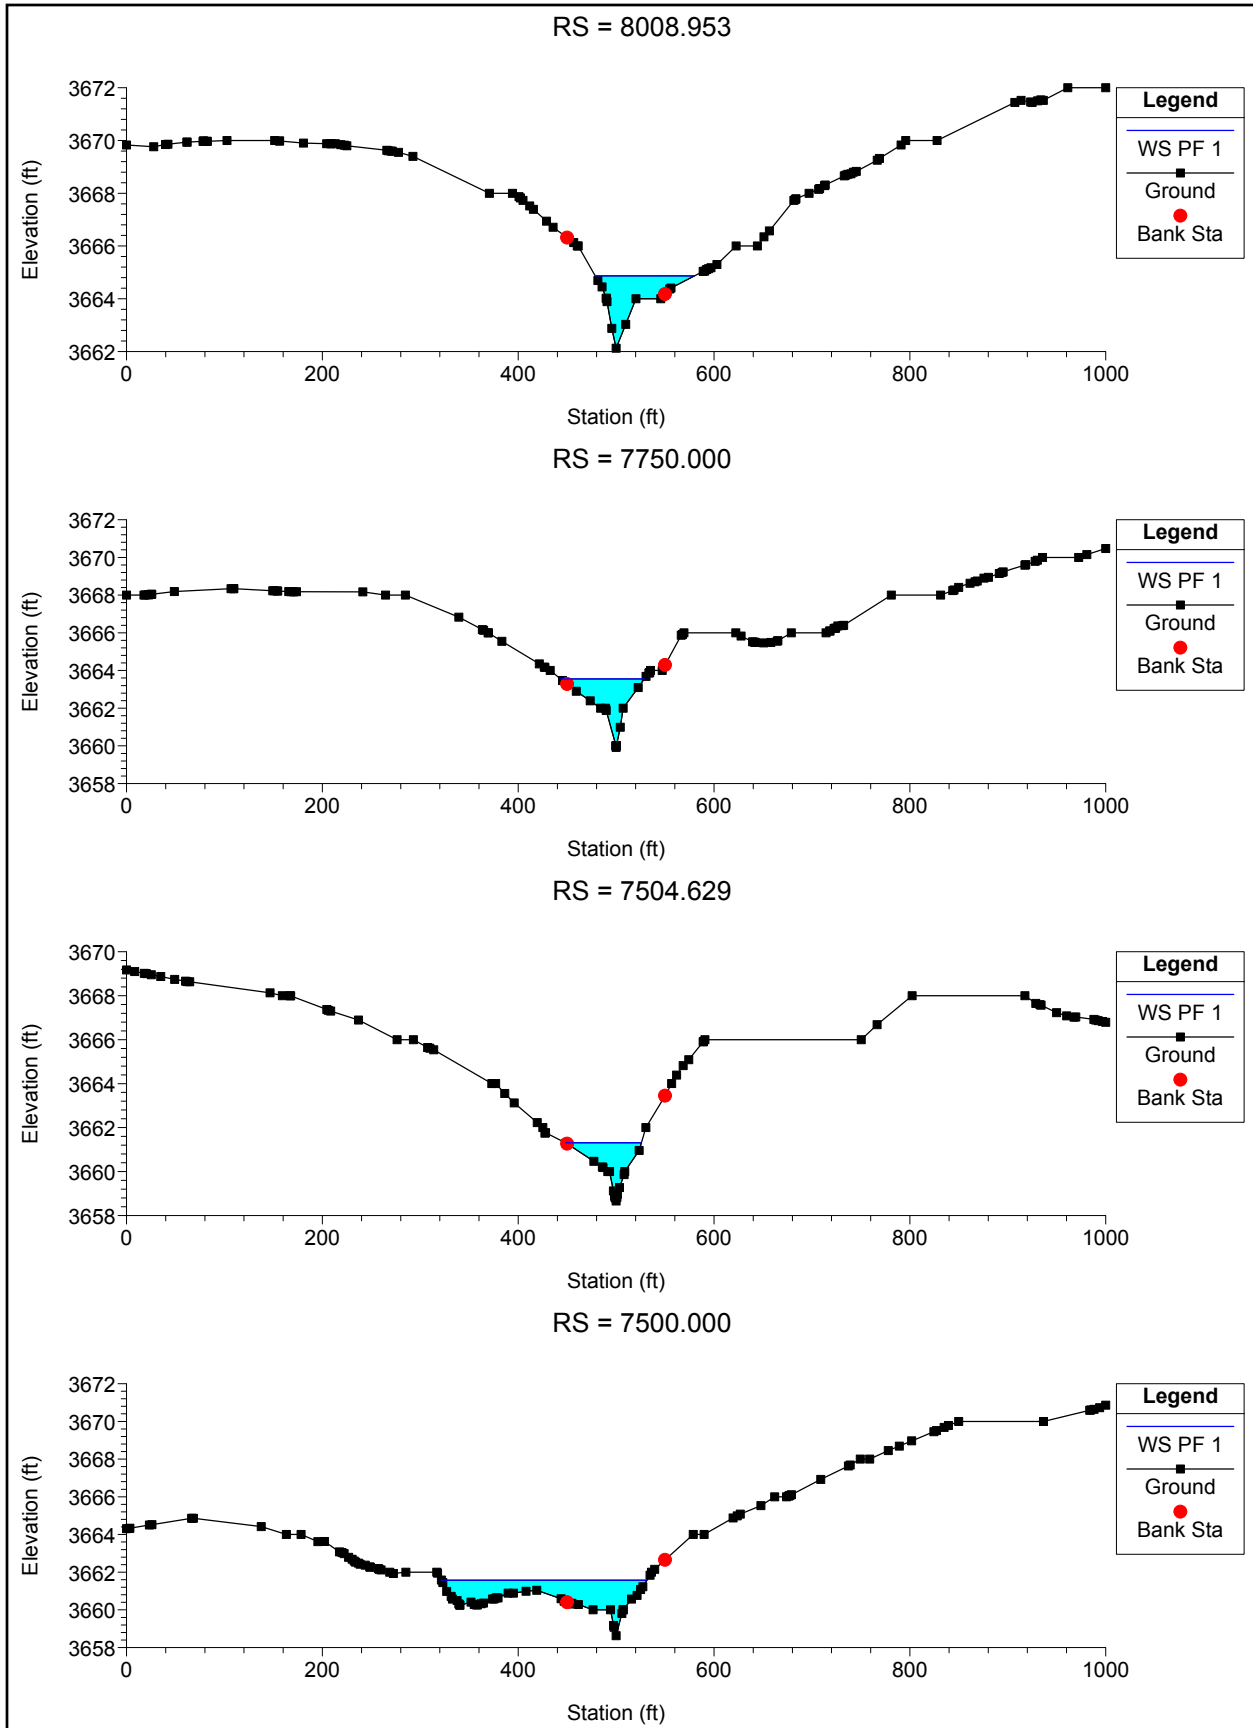 RS = 8008.953
Elevation (ft)
3672
3670
3668
3666
3664
3662
0 200 400 600 800 1000
Station (ft)
Legend
WS PF 1
Ground
Bank Sta
RS = 7750.000
Elevation (ft)
3672
3670
3668
3666
3664
3662
3660
3658
0 200 400 600 800 1000
Station (ft)
Legend
WS PF 1
Ground
Bank Sta
RS = 7504.629
Elevation (ft)
3670
3668
3666
3664
3662
3660
3658
0 200 400 600 800 1000
Station (ft)
Legend
WS PF 1
Ground
Bank Sta
RS = 7500.000
Elevation (ft)
3672
3670
3668
3666
3664
3662
3660
3658
0 200 400 600 800 1000
Station (ft)
Legend
WS PF 1
Ground
Bank Sta